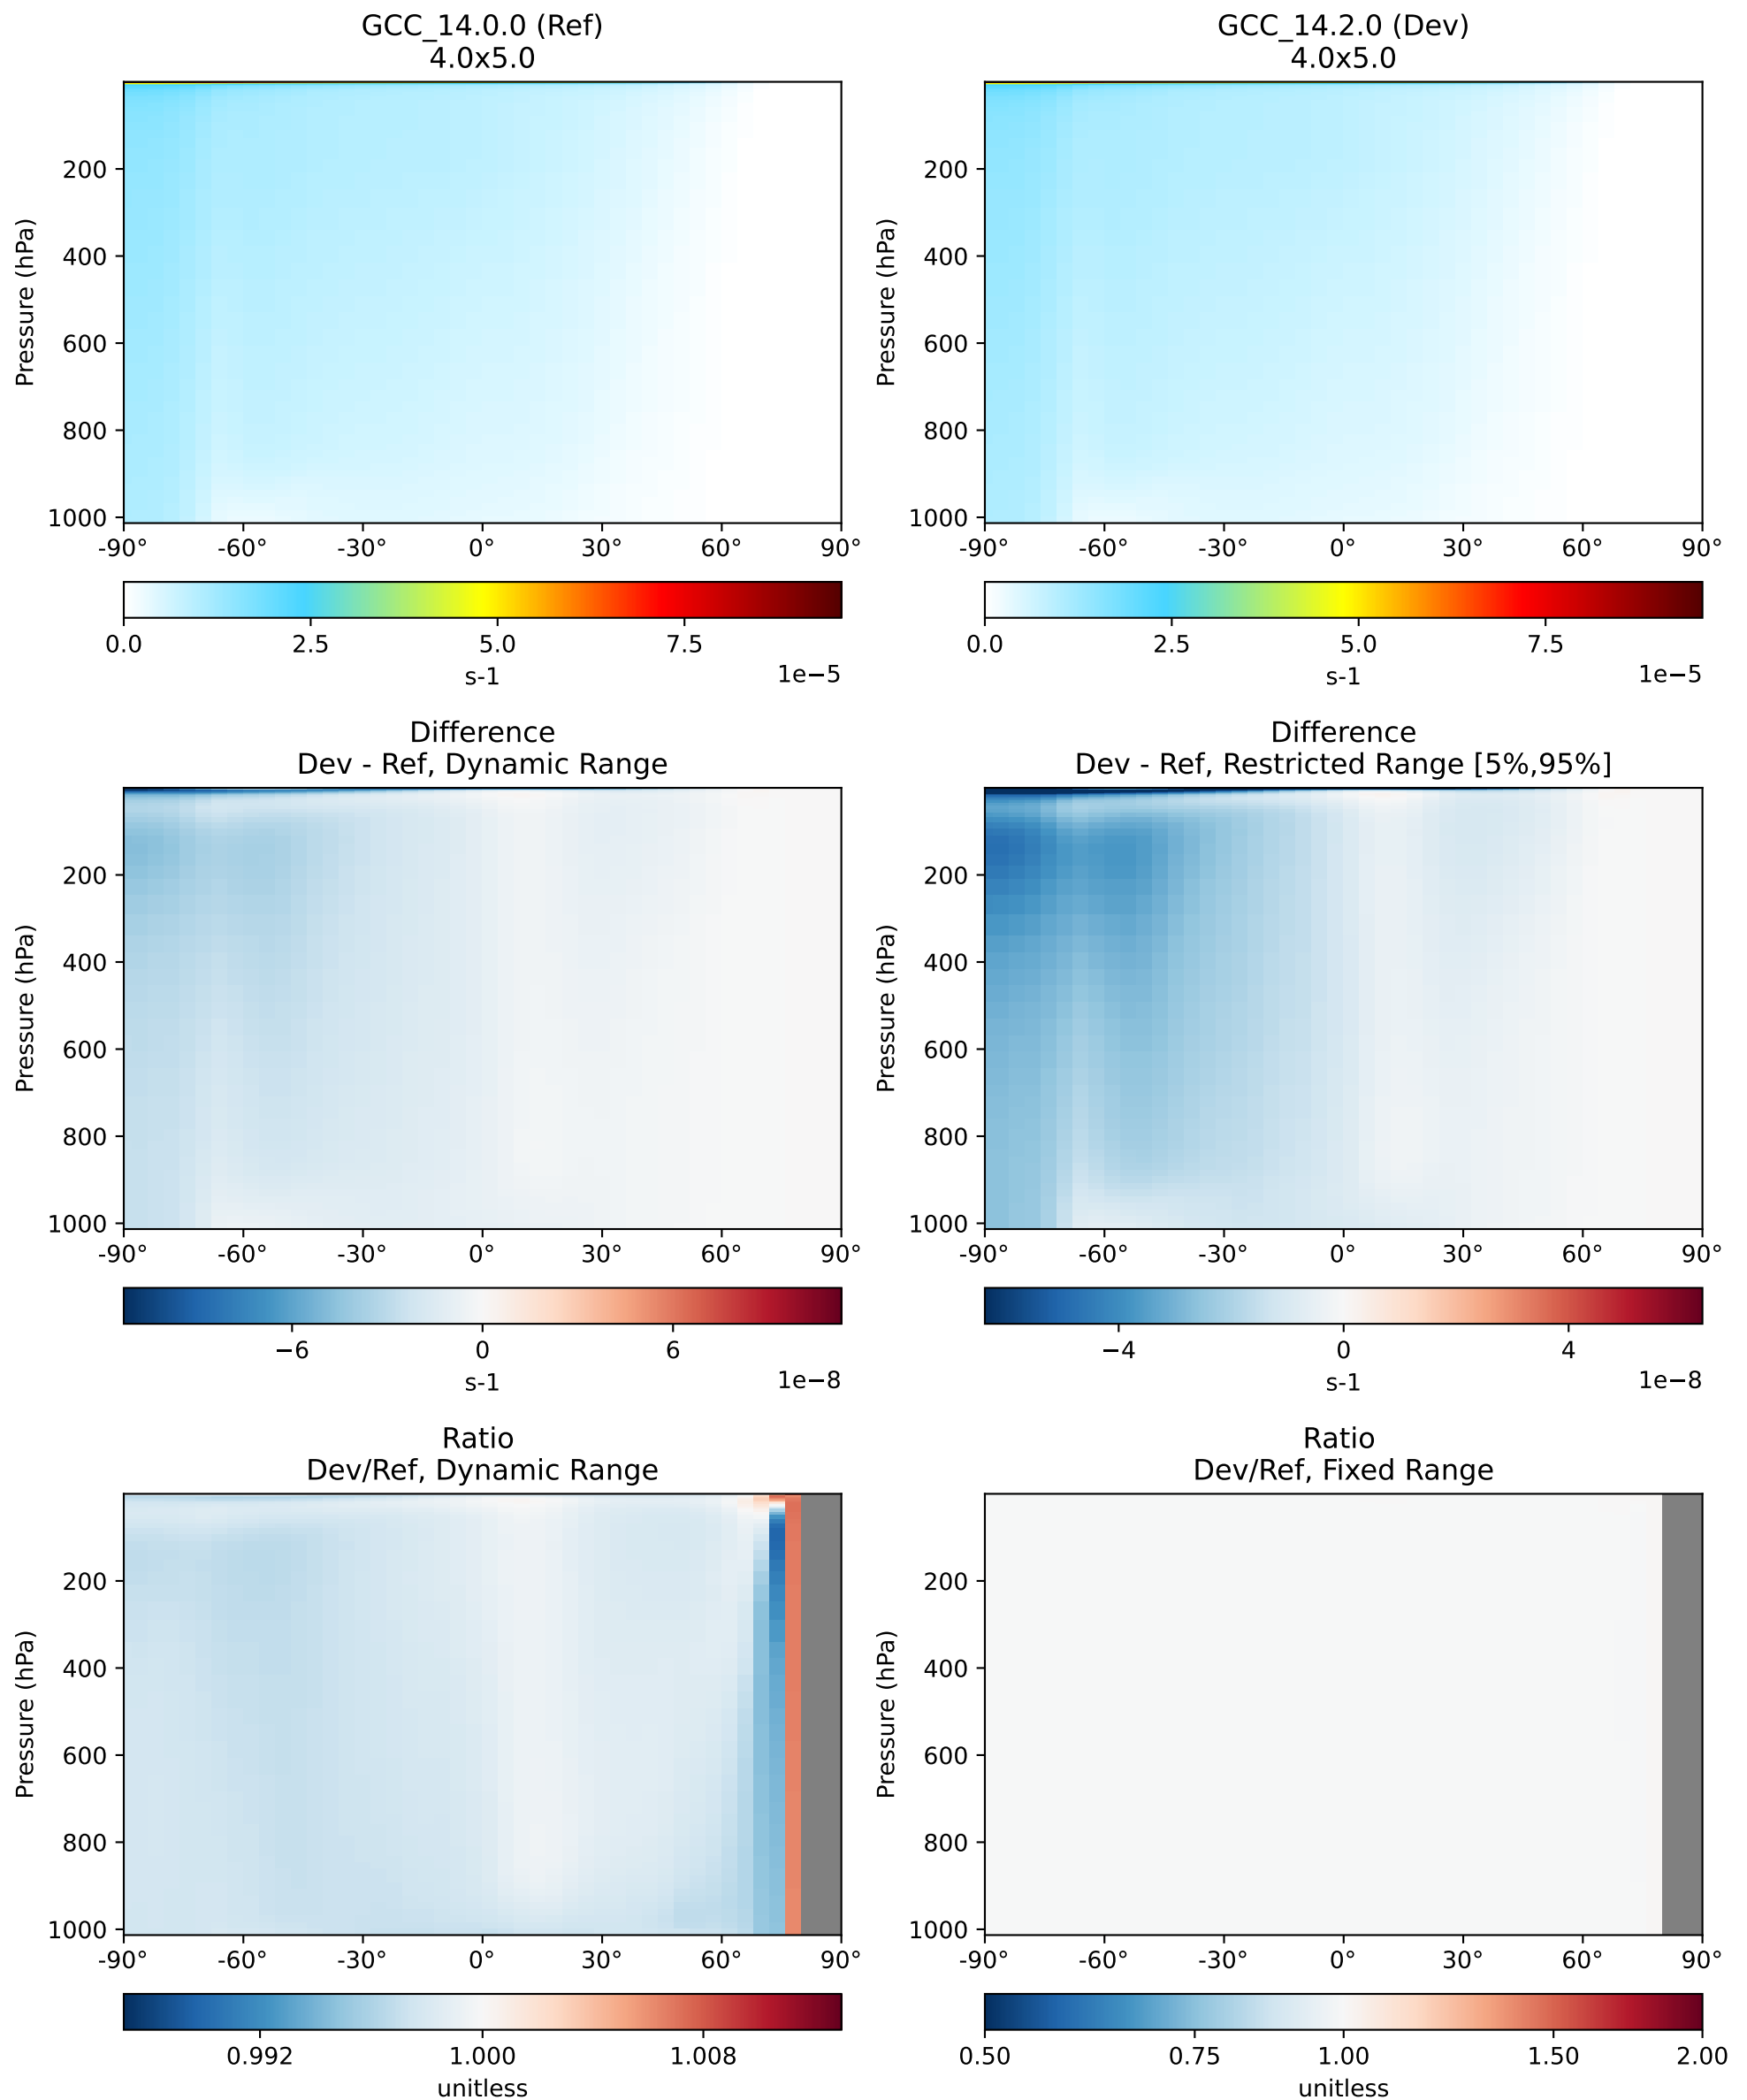 GCC_14.0.0 (Ref)
4.0x5.0
Pressure (hPa)
200
400
600
800
1000
-90° -60° -30° 0° 30° 60° 90°
0.0 2.5 5.0 7.5
s-1 1e−5
GCC_14.2.0 (Dev)
4.0x5.0
Pressure (hPa)
200
400
600
800
1000
-90° -60° -30° 0° 30° 60° 90°
0.0 2.5 5.0 7.5
s-1 1e−5
Difference
Dev - Ref, Dynamic Range
Pressure (hPa)
200
400
600
800
1000
-90° -60° -30° 0° 30° 60° 90°
−6 0 6
s-1 1e−8
Difference
Dev - Ref, Restricted Range [5%,95%]
Pressure (hPa)
200
400
600
800
1000
-90° -60° -30° 0° 30° 60° 90°
−4 0 4
s-1 1e−8
Ratio
Dev/Ref, Dynamic Range
Pressure (hPa)
200
400
600
800
1000
-90° -60° -30° 0° 30° 60° 90°
0.992 1.000 1.008
unitless
Ratio
Dev/Ref, Fixed Range
Pressure (hPa)
200
400
600
800
1000
-90° -60° -30° 0° 30° 60° 90°
0.50 0.75 1.00 1.50 2.00
unitless